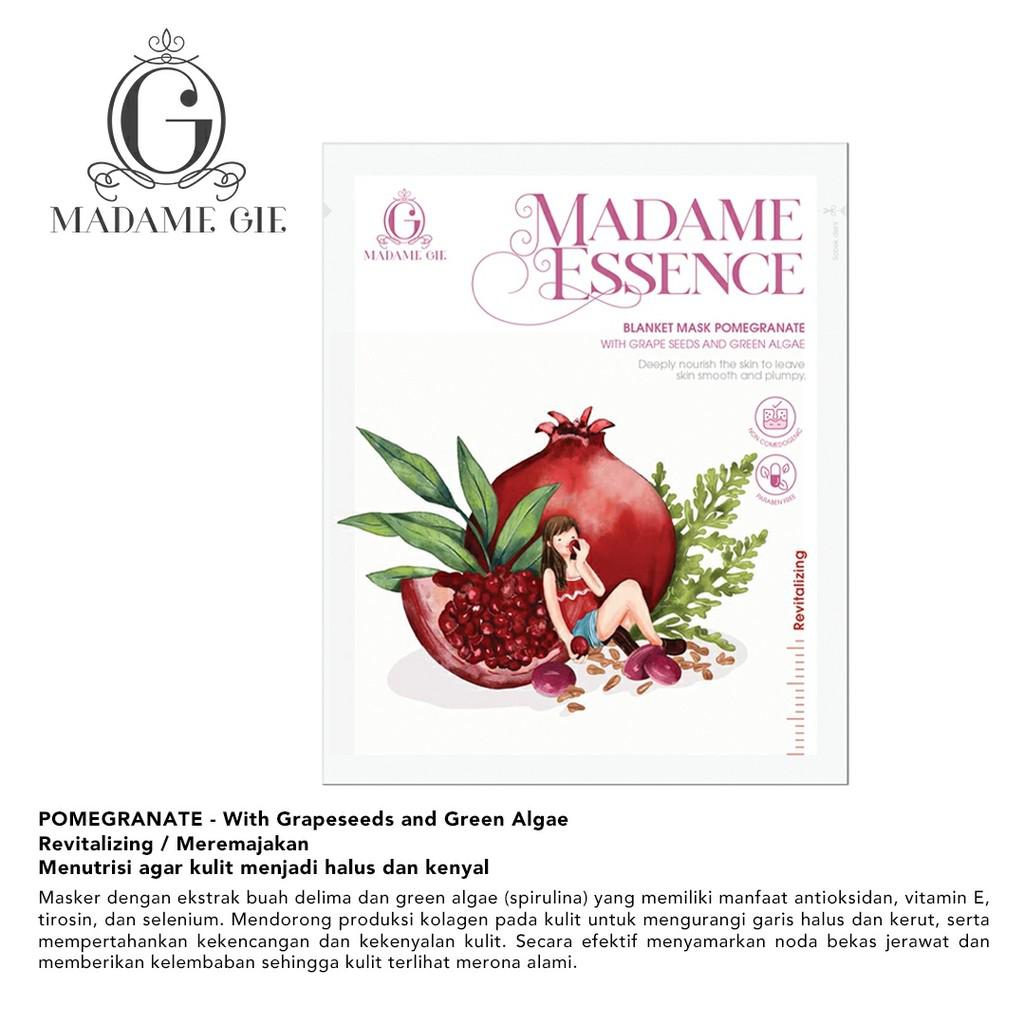 G
MADAME GIE
G
MADAME GIE
MADAME
ESSENCE
BLANKET MASK POMEGRANATE
WITH GRAPE SEEDS AND GREEN ALGAE
Deeply nourish the skin to leave
skin smooth and plumpy.
NON COMEDOGENIC
PARABEN FREE
Revitalizing
POMEGRANATE - With Grapeseeds and Green Algae
Revitalizing / Meremajakan
Menutrisi agar kulit menjadi halus dan kenyal
Masker dengan ekstrak buah delima dan green algae (spirulina) yang memiliki manfaat antioksidan, vitamin E,
tirosin, dan selenium. Mendorong produksi kolagen pada kulit untuk mengurangi garis halus dan kerut, serta
mempertahankan kekencangan dan kekenyalan kulit. Secara efektif menyamarkan noda bekas jerawat dan
memberikan kelembaban sehingga kulit terlihat merona alami.